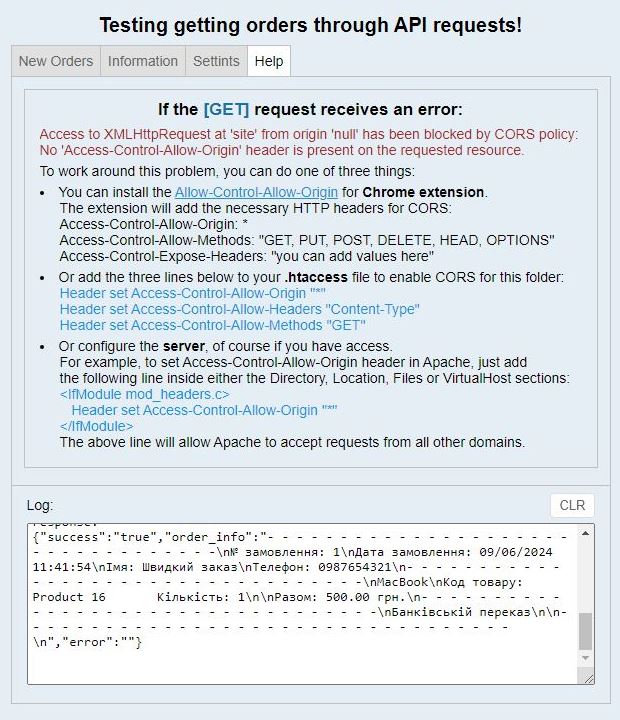 Testing getting orders through API requests!
New Orders Information Settints Help
If the [GET] request receives an error:
Access to XMLHttpRequest at 'site' from origin 'null' has been blocked by CORS policy:
No 'Access-Control-Allow-Origin' header is present on the requested resource.
To work around this problem, you can do one of three things:
• You can install the Allow-Control-Allow-Origin for Chrome extension.
The extension will add the necessary HTTP headers for CORS:
Access-Control-Allow-Origin: *
Access-Control-Allow-Methods: "GET, PUT, POST, DELETE, HEAD, OPTIONS"
Access-Control-Expose-Headers: "you can add values here"
• Or add the three lines below to your .htaccess file to enable CORS for this folder:
Header set Access-Control-Allow-Origin "*"
Header set Access-Control-Allow-Headers "Content-Type"
Header set Access-Control-Allow-Methods "GET"
• Or configure the server, of course if you have access.
For example, to set Access-Control-Allow-Origin header in Apache, just add
the following line inside either the Directory, Location, Files or VirtualHost sections:
<IfModule mod_headers.c>
Header set Access-Control-Allow-Origin "*"
</IfModule>
The above line will allow Apache to accept requests from all other domains.
Log: CLR
response:
{"success":"true","order_info":"- - - - - - - - - - - - - - - - - - - - - -
- - - - - - - - - - - - - -\n№ замовлення: 1\nДата замовлення: 09/06/2024
11:41:54\nІмя: Швидкий заказ\nТелефон: 0987654321\n- - - - - - - - - - - -
- - - - - - - - - - - - - - - - - - - - - - - -\nMacBook\nКод товару:
Product 16 Кількість: 1\n\nРазом: 500.00 грн.\n- - - - - - - - - - -
- - - - - - - - - - - - - - - - - - - - - - - - -\nБанківській переказ\n\n-
- - - - - - - - - - - - - - - - - - - - - - - - - - - - - - - - - - -
\n","error":""}